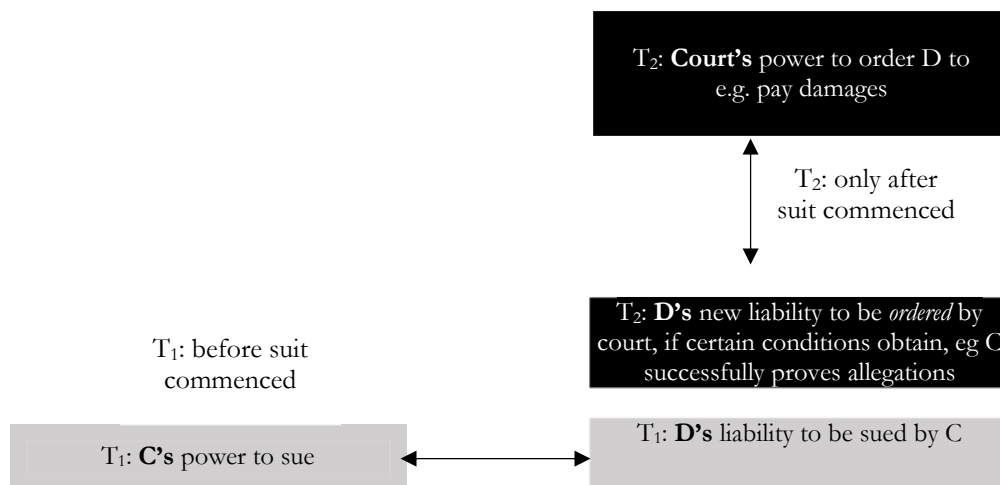 T₂: Court's power to order D to
e.g. pay damages
T₂: only after
suit commenced
T₂: D's new liability to be ordered by
court, if certain conditions obtain, eg C
successfully proves allegations
T₁: before suit
commenced
T₁: D's liability to be sued by C
T₁: C's power to sue